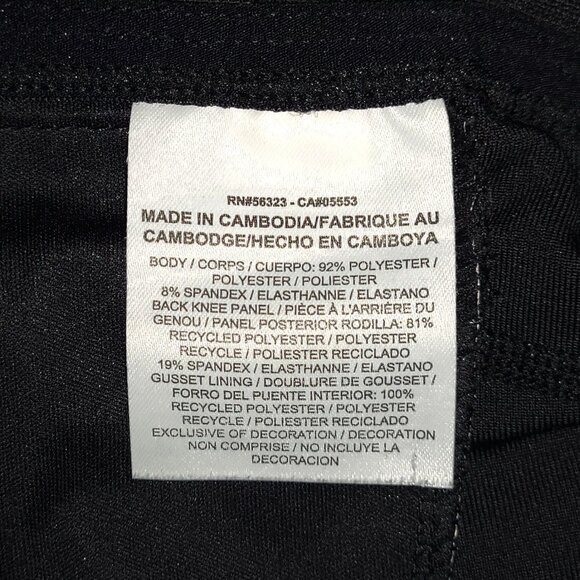 RN#56323 - CA#05553
MADE IN CAMBODIA/FABRIQUE AU
CAMBODGE/HECHO EN CAMBOYA
BODY / CORPS / CUERPO: 92% POLYESTER /
POLYESTER / POLIESTER
8% SPANDEX / ELASTHANNE / ELASTANO
BACK KNEE PANEL / PIÈCE À L'ARRIÈRE DU
GENOU / PANEL POSTERIOR RODILLA: 81%
RECYCLED POLYESTER / POLYESTER
RECYCLE / POLIESTER RECICLADO
19% SPANDEX / ELASTHANNE / ELASTANO
GUSSET LINING / DOUBLURE DE GOUSSET /
FORRO DEL PUENTE INTERIOR: 100%
RECYCLED POLYESTER / POLYESTER
RECYCLE / POLIESTER RECICLADO
EXCLUSIVE OF DECORATION / DECORATION
NON COMPRISE / NO INCLUYE LA
DECORACION